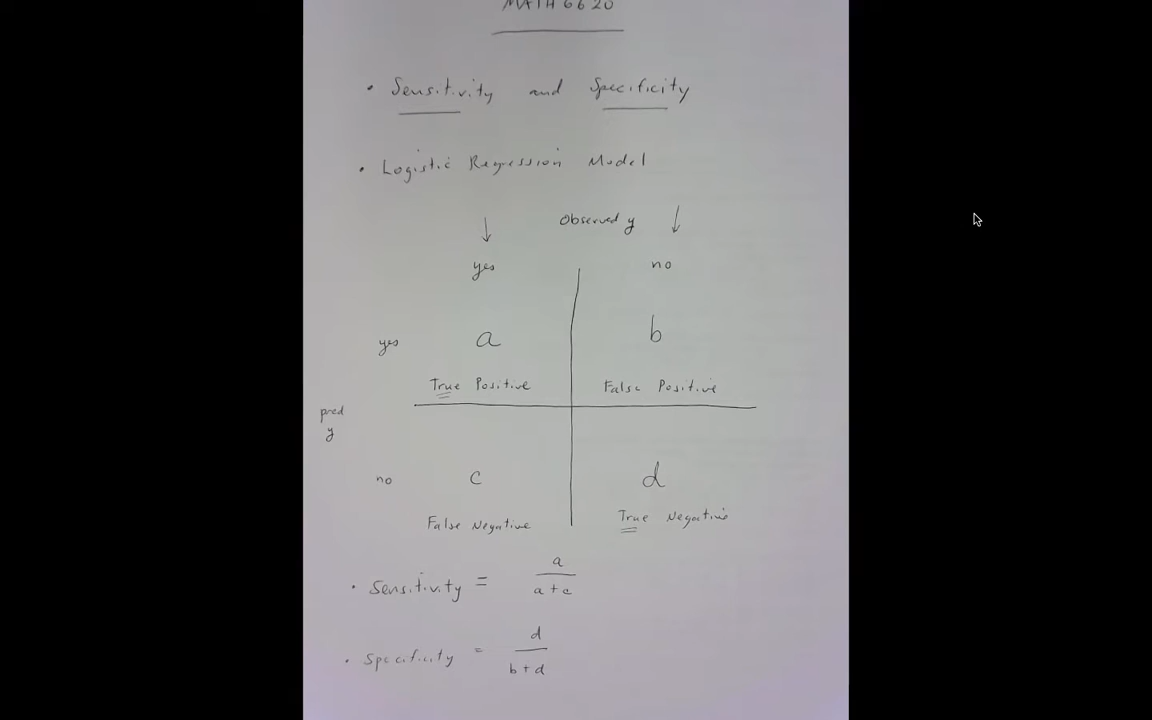 MATH 6620
• Sensitivity and Specificity
• Logistic Regression Model
↓ Observed y ↓
yes no
yes a b
True Positive False Positive
pred
y
no c d
False Negative True Negative
• Sensitivity = a / a + c
• Specificity = d / b + d